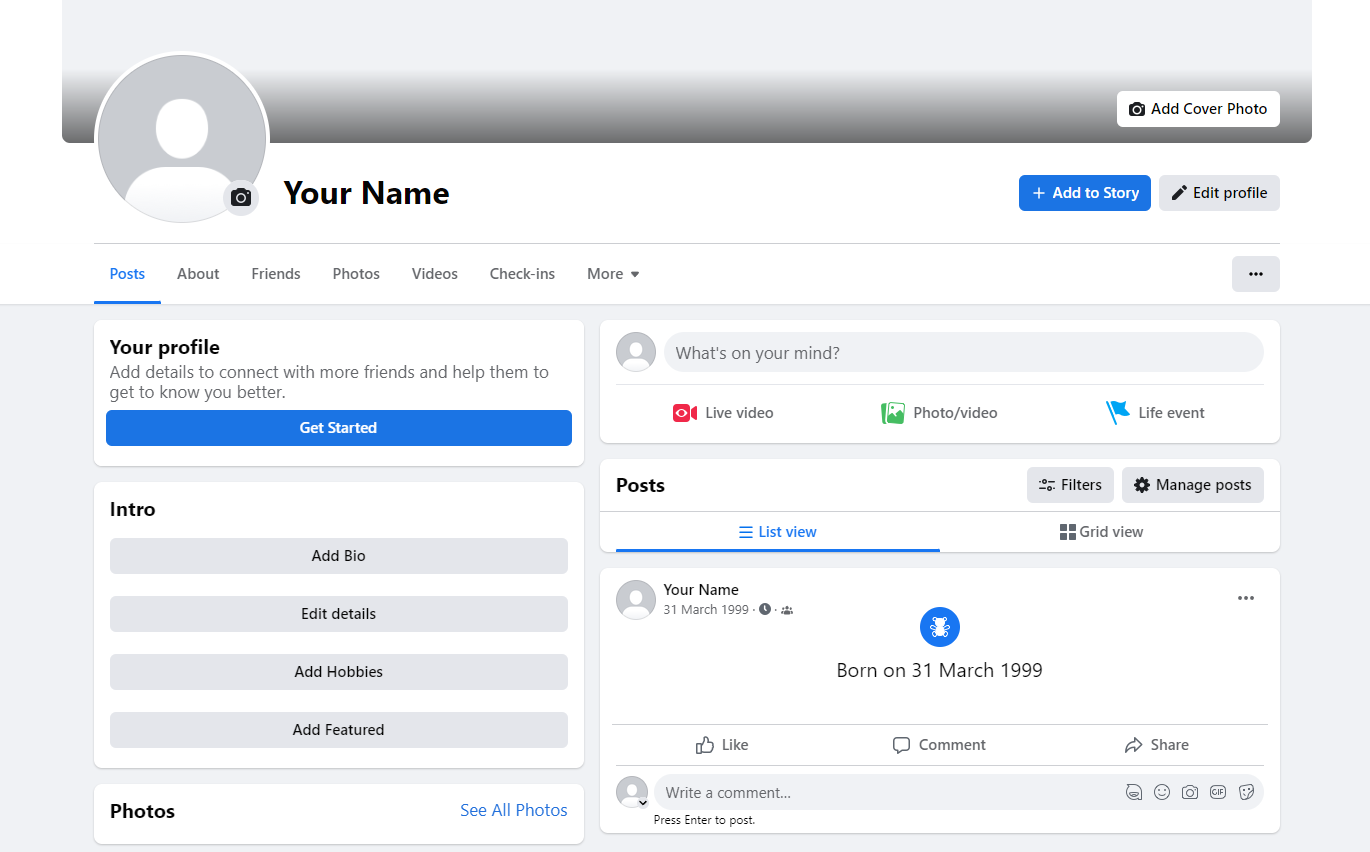 Add Cover Photo
Your Name
Add to Story
Edit profile
Posts
About
Friends
Photos
Videos
Check-ins
More
Your profile
Add details to connect with more friends and help them to
get to know you better.
Get Started
Intro
Add Bio
Edit details
Add Hobbies
Add Featured
Photos
See All Photos
What's on your mind?
Live video
Photo/video
Life event
Posts
Filters
Manage posts
List view
Grid view
Your Name
31 March 1999 ·  ·
Born on 31 March 1999
Like
Comment
Share
Write a comment…
GIF
Press Enter to post.